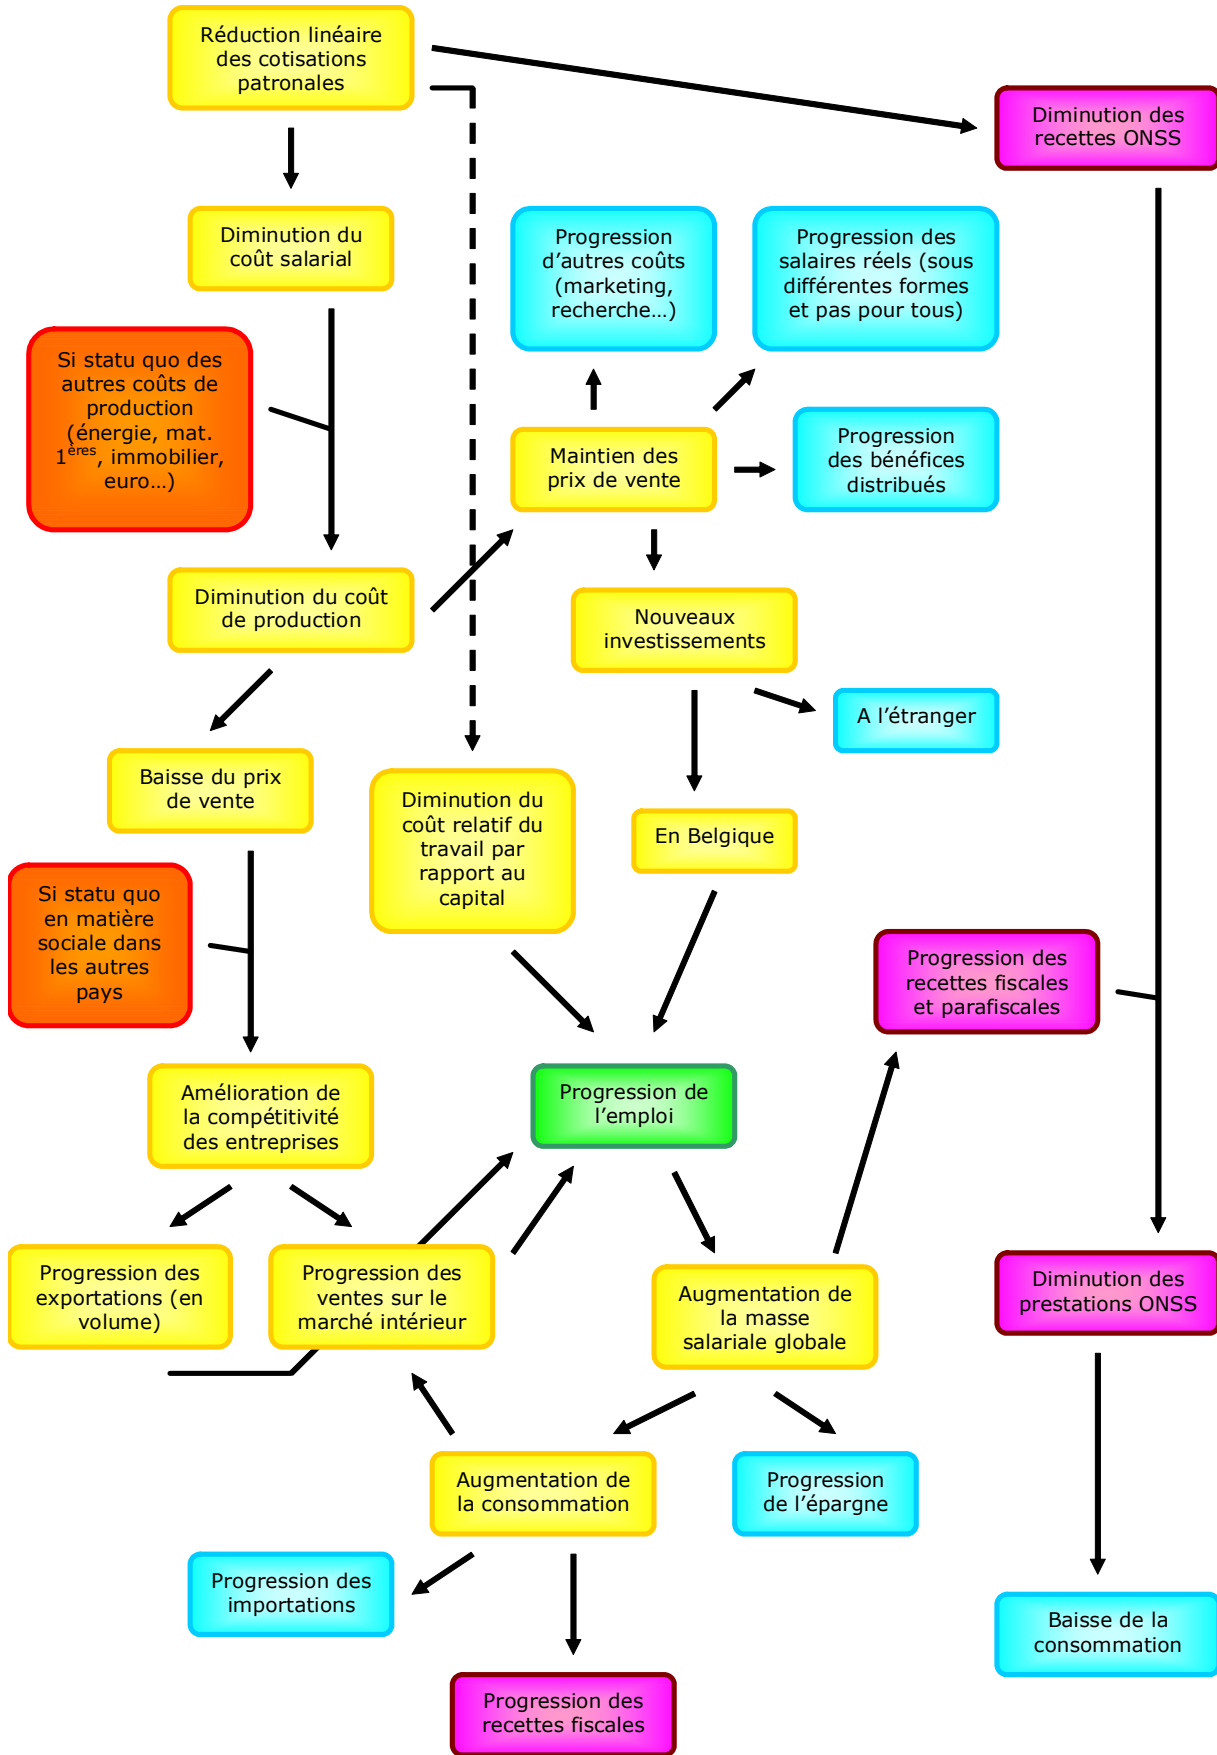 Réduction linéaire
des cotisations
patronales
Diminution des
recettes ONSS
Diminution du
coût salarial
Progression
d'autres coûts
(marketing,
recherche…)
Progression des
salaires réels (sous
différentes formes
et pas pour tous)
Si statu quo des
autres coûts de
production
(énergie, mat.
1ères, immobilier,
euro…)
Maintien des
prix de vente
Progression
des bénéfices
distribués
Diminution du coût
de production
Nouveaux
investissements
A l'étranger
Baisse du prix
de vente
Diminution du
coût relatif du
travail par
rapport au
capital
En Belgique
Si statu quo
en matière
sociale dans
les autres
pays
Progression des
recettes fiscales
et parafiscales
Amélioration de
la compétitivité
des entreprises
Progression de
l'emploi
Progression des
exportations (en
volume)
Progression des
ventes sur le
marché intérieur
Augmentation de
la masse
salariale globale
Diminution des
prestations ONSS
Augmentation de
la consommation
Progression
de l'épargne
Progression des
importations
Baisse de la
consommation
Progression des
recettes fiscales